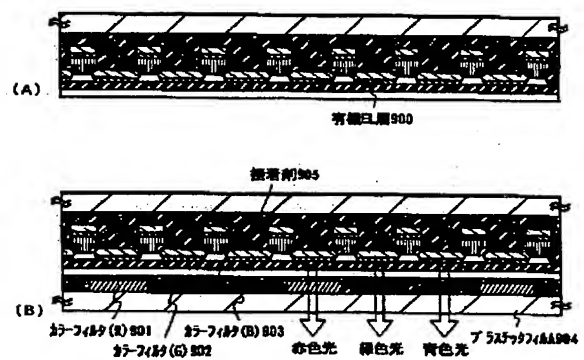 (A)
有機EL層900
接着剤905
(B)
カラーフィルタ(R)901
カラーフィルタ(G)902
カラーフィルタ(B)903
赤色光
緑色光
青色光
プラスチックフィルム904